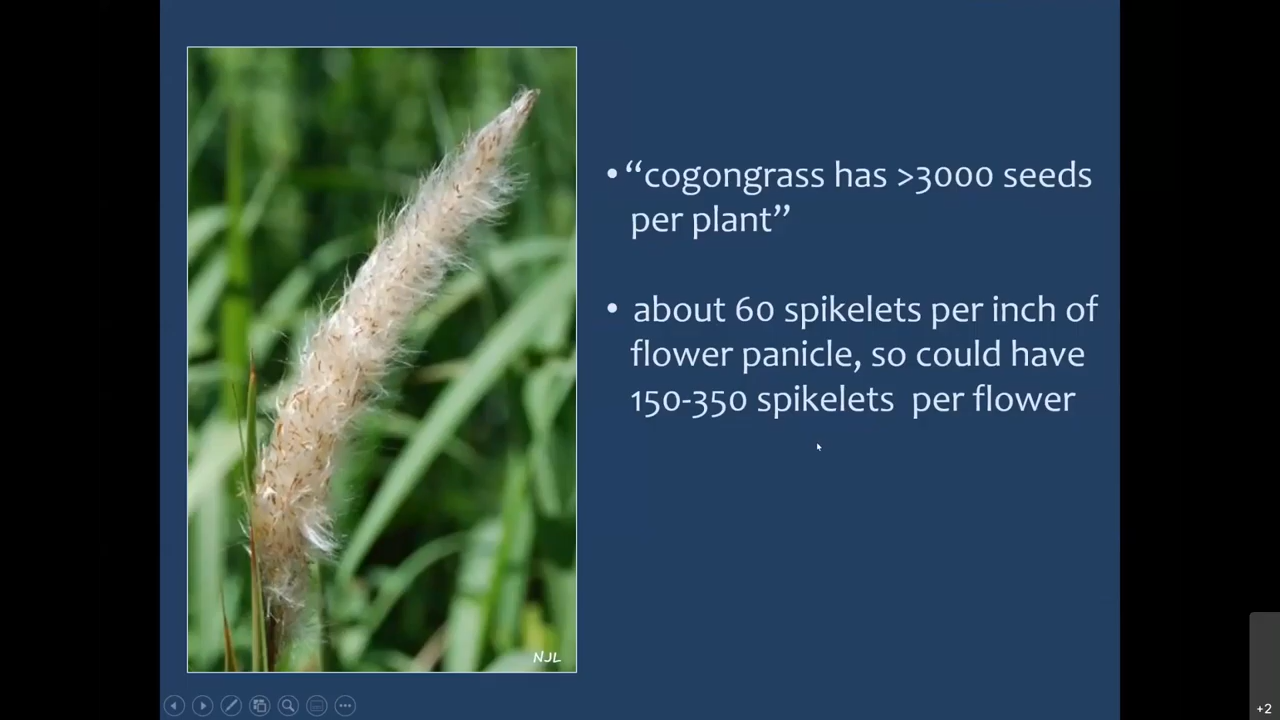 • “cogongrass has >3000 seeds
per plant”
• about 60 spikelets per inch of
flower panicle, so could have
150-350 spikelets per flower
NJL
+2